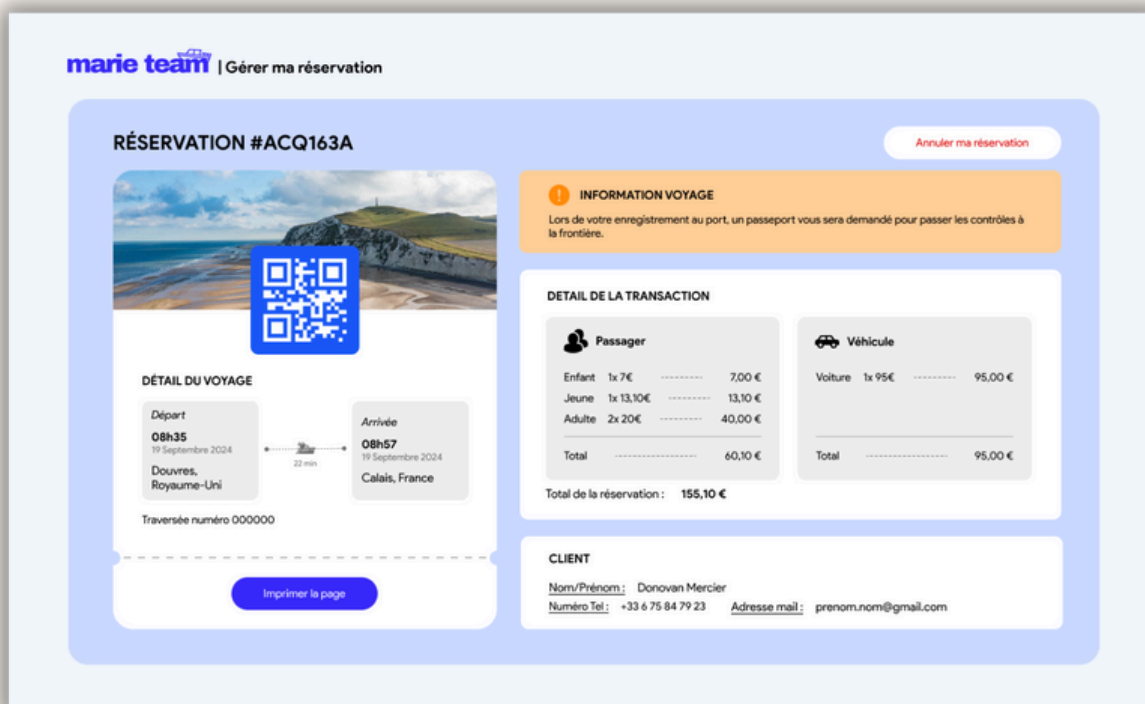 marie team | Gérer ma réservation
RÉSERVATION #ACQ163A
Annuler ma réservation
DÉTAIL DU VOYAGE
Départ
08h35
19 Septembre 2024
Douvres,
Royaume-Uni
22 min
Arrivée
08h57
19 Septembre 2024
Calais, France
Traversée numéro 000000
Imprimer la page
INFORMATION VOYAGE
Lors de votre enregistrement au port, un passeport vous sera demandé pour passer les contrôles à
la frontière.
DETAIL DE LA TRANSACTION
Passager
Enfant 1x 7€ ---------- 7,00 €
Jeune 1x 13,10€ ---------- 13,10 €
Adulte 2x 20€ ---------- 40,00 €
Total ---------- 60,10 €
Véhicule
Voiture 1x 95€ ---------- 95,00 €
Total ---------- 95,00 €
Total de la réservation : 155,10 €
CLIENT
Nom/Prénom : Donovan Mercier
Numéro Tel : +33 6 75 84 79 23 Adresse mail : prenom.nom@gmail.com